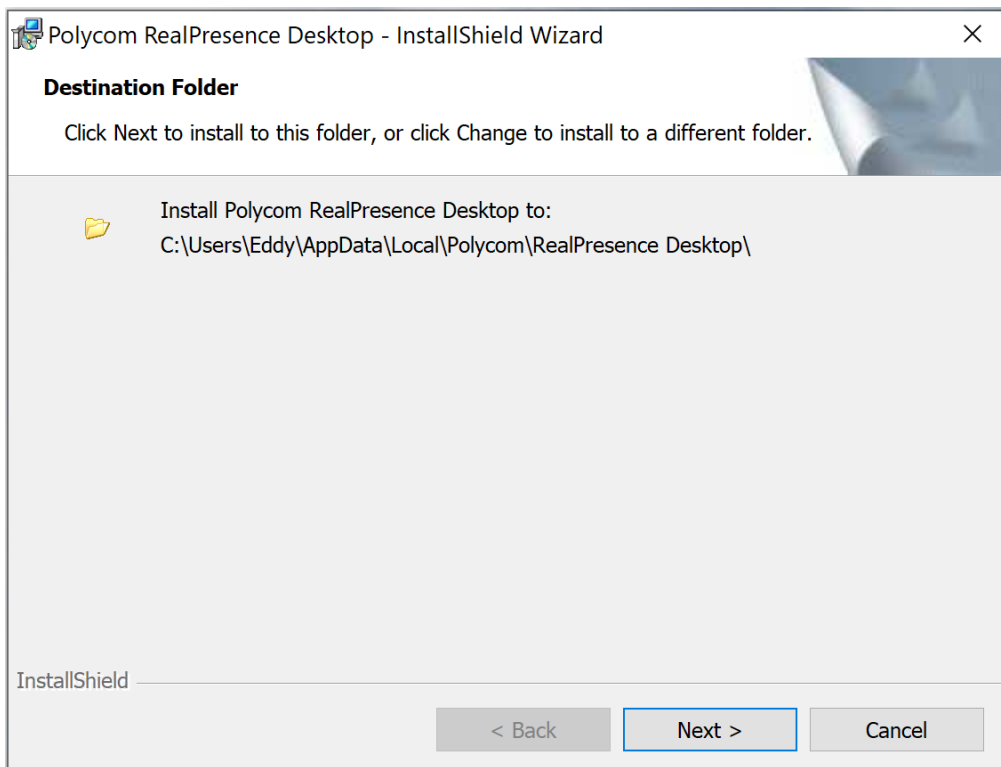 Polycom RealPresence Desktop - InstallShield Wizard
Destination Folder
Click Next to install to this folder, or click Change to install to a different folder.
Install Polycom RealPresence Desktop to:
C:\Users\Eddy\AppData\Local\Polycom\RealPresence Desktop\
InstallShield
< Back
Next >
Cancel